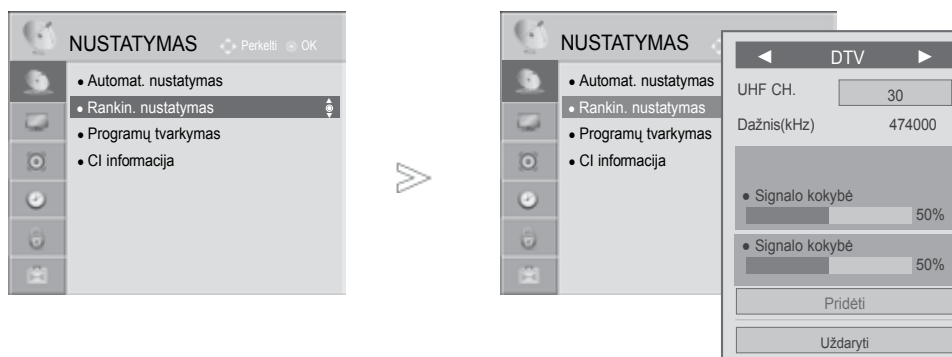 NUSTATYMAS Perkelti OK
● Automat. nustatymas
● Rankin. nustatymas
● Programų tvarkymas
● CI informacija
NUSTATYMAS
● Automat. nustatymas
● Rankin. nustatymas
● Programų tvarkymas
● CI informacija
◄ DTV ►
UHF CH. 30
Dažnis(kHz) 474000
● Signalo kokybė
50%
● Signalo kokybė
50%
Pridėti
Uždaryti